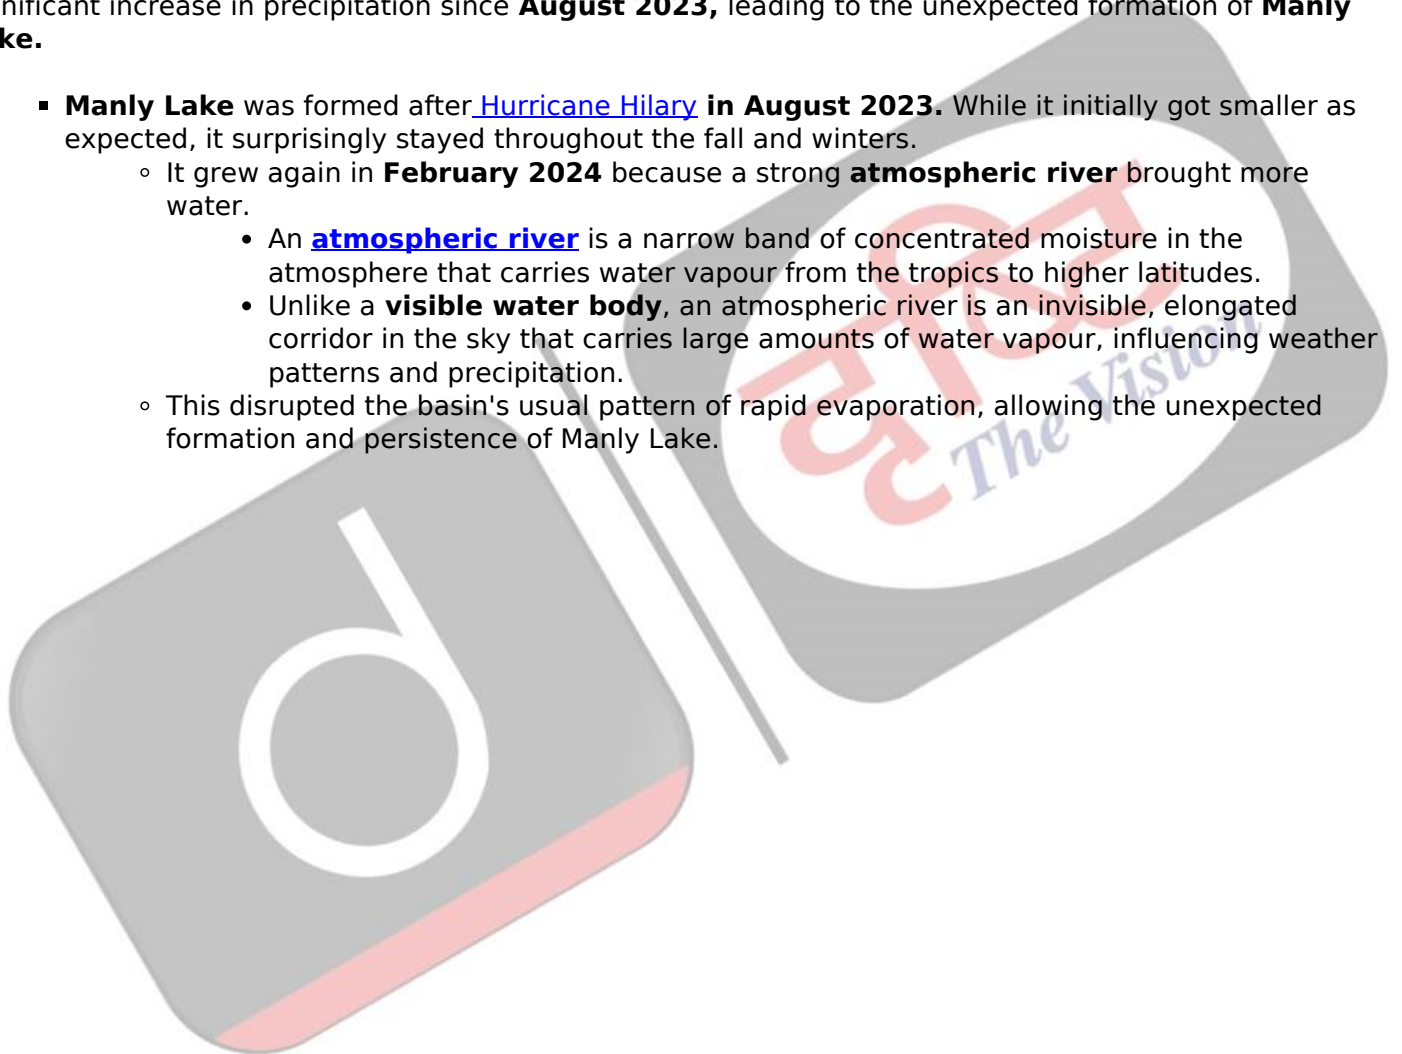 nificant increase in precipitation since August 2023, leading to the unexpected formation of Manly
ke.
Manly Lake was formed after Hurricane Hilary in August 2023. While it initially got smaller as
expected, it surprisingly stayed throughout the fall and winters.
It grew again in February 2024 because a strong atmospheric river brought more
water.
An atmospheric river is a narrow band of concentrated moisture in the
atmosphere that carries water vapour from the tropics to higher latitudes.
Unlike a visible water body, an atmospheric river is an invisible, elongated
corridor in the sky that carries large amounts of water vapour, influencing weather
patterns and precipitation.
This disrupted the basin's usual pattern of rapid evaporation, allowing the unexpected
formation and persistence of Manly Lake.
दृष्टि
The Vision
d